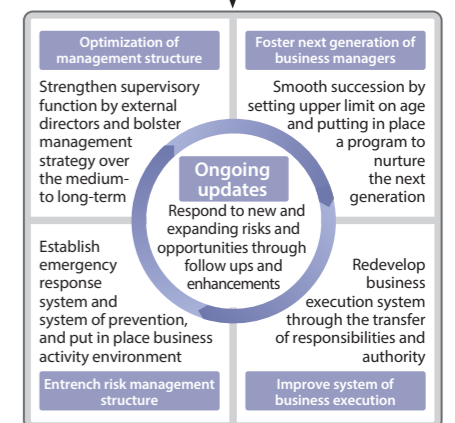 Optimization of
management structure
Strengthen supervisory
function by external
directors and bolster
management
strategy over
the medium-
to long-term
Foster next generation of
business managers
Smooth succession by
setting upper limit on age
and putting in place
a program to
nurture
the next
generation
Ongoing
updates
Respond to new and
expanding risks and
opportunities through
follow ups and
enhancements
Establish
emergency
response
system and
system of prevention,
and put in place business
activity environment
Entrench risk management
structure
Redevelop
business
execution system
through the transfer
of responsibilities and
authority
Improve system of
business execution